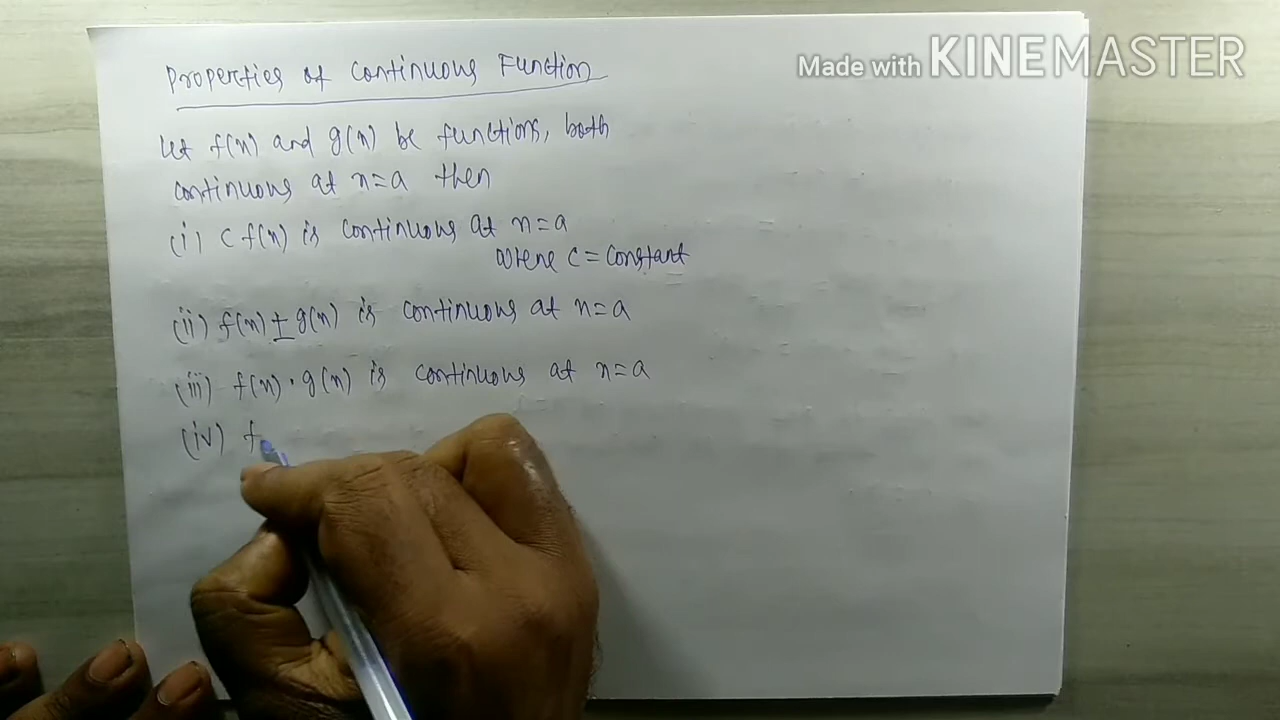 Made with KINEMASTER
Properties of Continuous Function
Let f(x) and g(x) be functions, both
continuous at x=a then
(i) c f(x) is continuous at x=a
where c = constant
(ii) f(x) ± g(x) is continuous at x=a
(iii) f(x) · g(x) is continuous at x=a
(iv) f